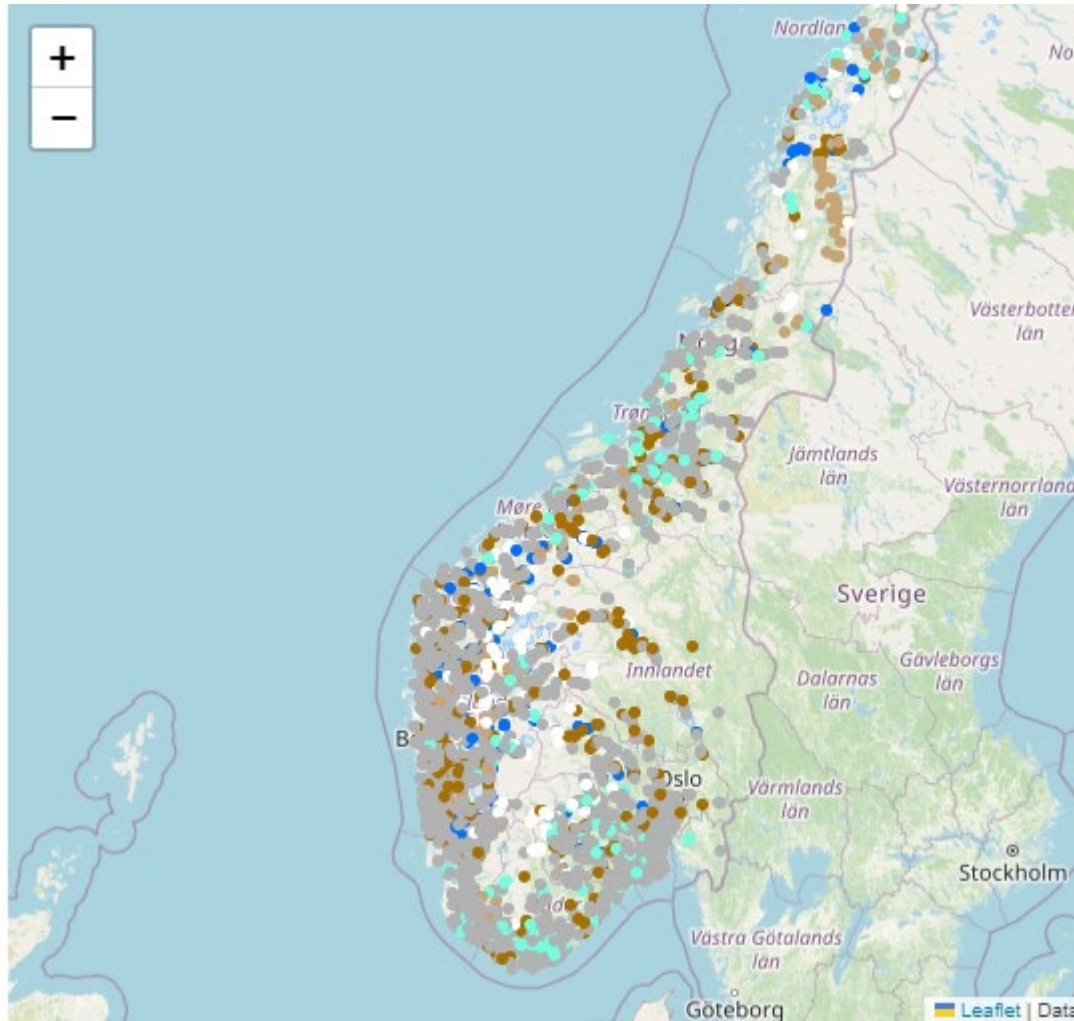 +
−
Nordlan
No
Västerbotten
län
Norge
Trøn
Jämtlands
län
Västernorrland
län
Møre
Sverige
Innlandet
Dalarnas
län
Gävleborgs
län
B
Oslo
Värmlands
län
Stockholm
Västra Götalands
län
Göteborg
Leaflet | Data